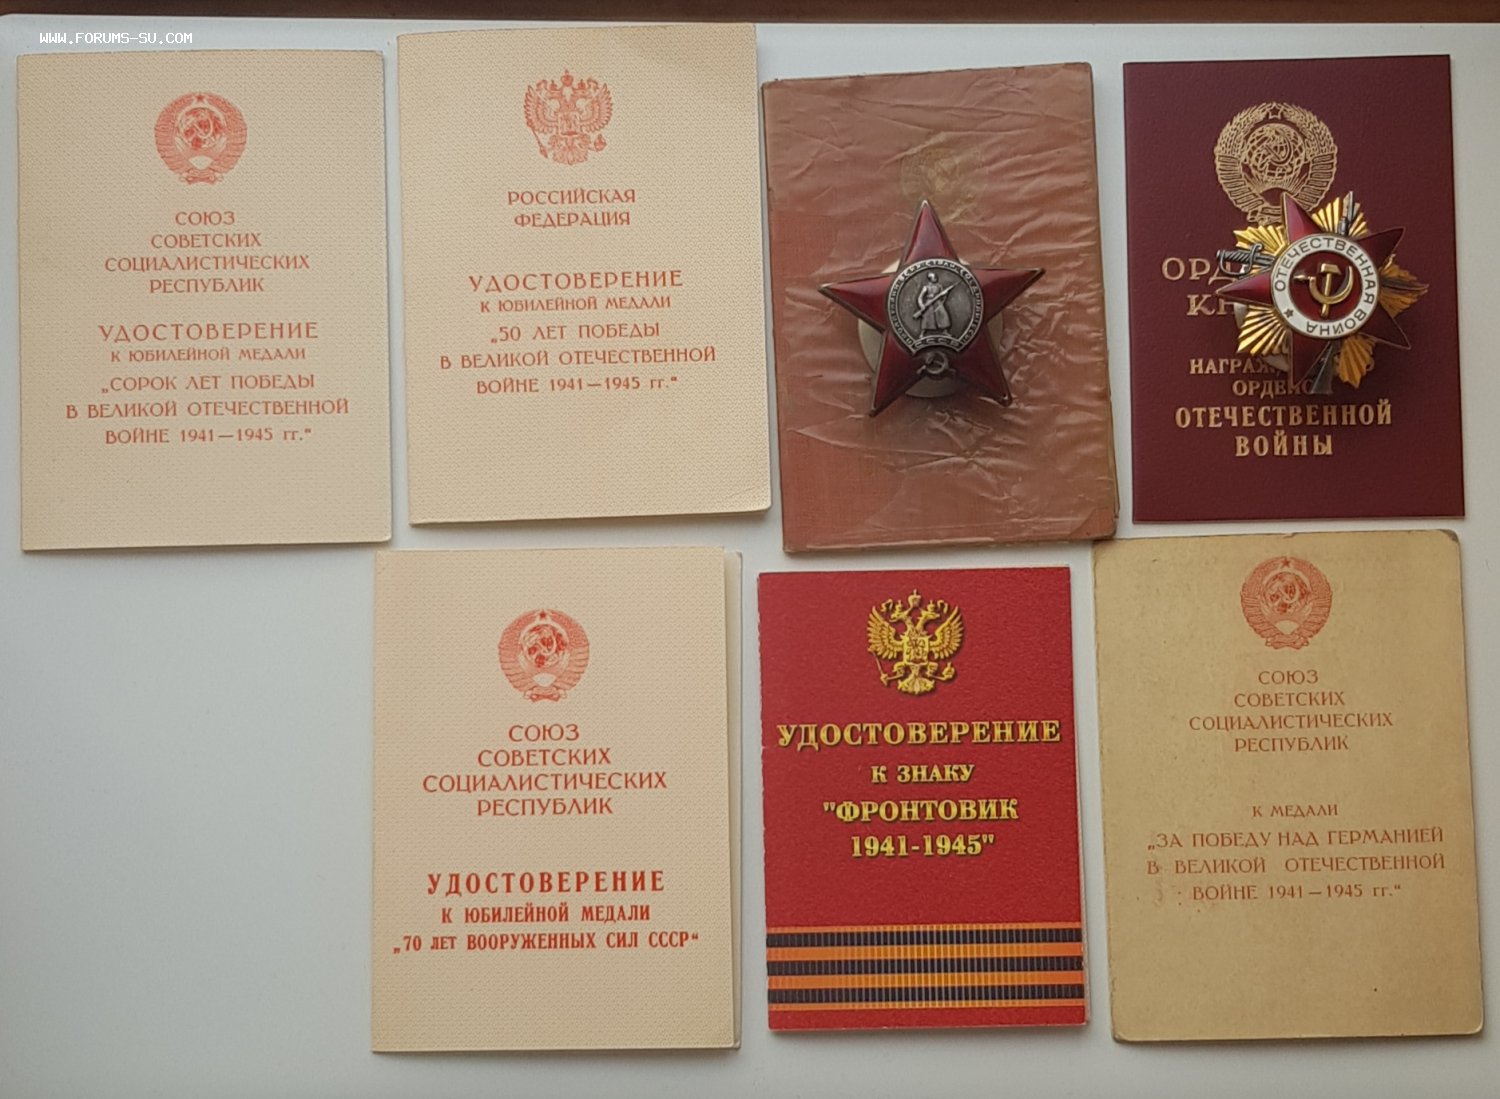 WWW.FORUMS-SU.COM
СОЮЗ
СОВЕТСКИХ
СОЦИАЛИСТИЧЕСКИХ
РЕСПУБЛИК
УДОСТОВЕРЕНИЕ
К ЮБИЛЕЙНОЙ МЕДАЛИ
„СОРОК ЛЕТ ПОБЕДЫ
В ВЕЛИКОЙ ОТЕЧЕСТВЕННОЙ
ВОЙНЕ 1941—1945 гг.“
РОССИЙСКАЯ
ФЕДЕРАЦИЯ
УДОСТОВЕРЕНИЕ
К ЮБИЛЕЙНОЙ МЕДАЛИ
„50 ЛЕТ ПОБЕДЫ
В ВЕЛИКОЙ ОТЕЧЕСТВЕННОЙ
ВОЙНЕ 1941—1945 гг.“
СССР
ОТЕЧЕСТВЕННАЯ ВОЙНА
ОТЕЧЕСТВЕННОЙ
ВОЙНЫ
СОЮЗ
СОВЕТСКИХ
СОЦИАЛИСТИЧЕСКИХ
РЕСПУБЛИК
УДОСТОВЕРЕНИЕ
К ЮБИЛЕЙНОЙ МЕДАЛИ
„70 ЛЕТ ВООРУЖЕННЫХ СИЛ СССР“
УДОСТОВЕРЕНИЕ
К ЗНАКУ
"ФРОНТОВИК
1941-1945"
СОЮЗ
СОВЕТСКИХ
СОЦИАЛИСТИЧЕСКИХ
РЕСПУБЛИК
К МЕДАЛИ
„ЗА ПОБЕДУ НАД ГЕРМАНИЕЙ
В ВЕЛИКОЙ ОТЕЧЕСТВЕННОЙ
ВОЙНЕ 1941—1945 гг.“